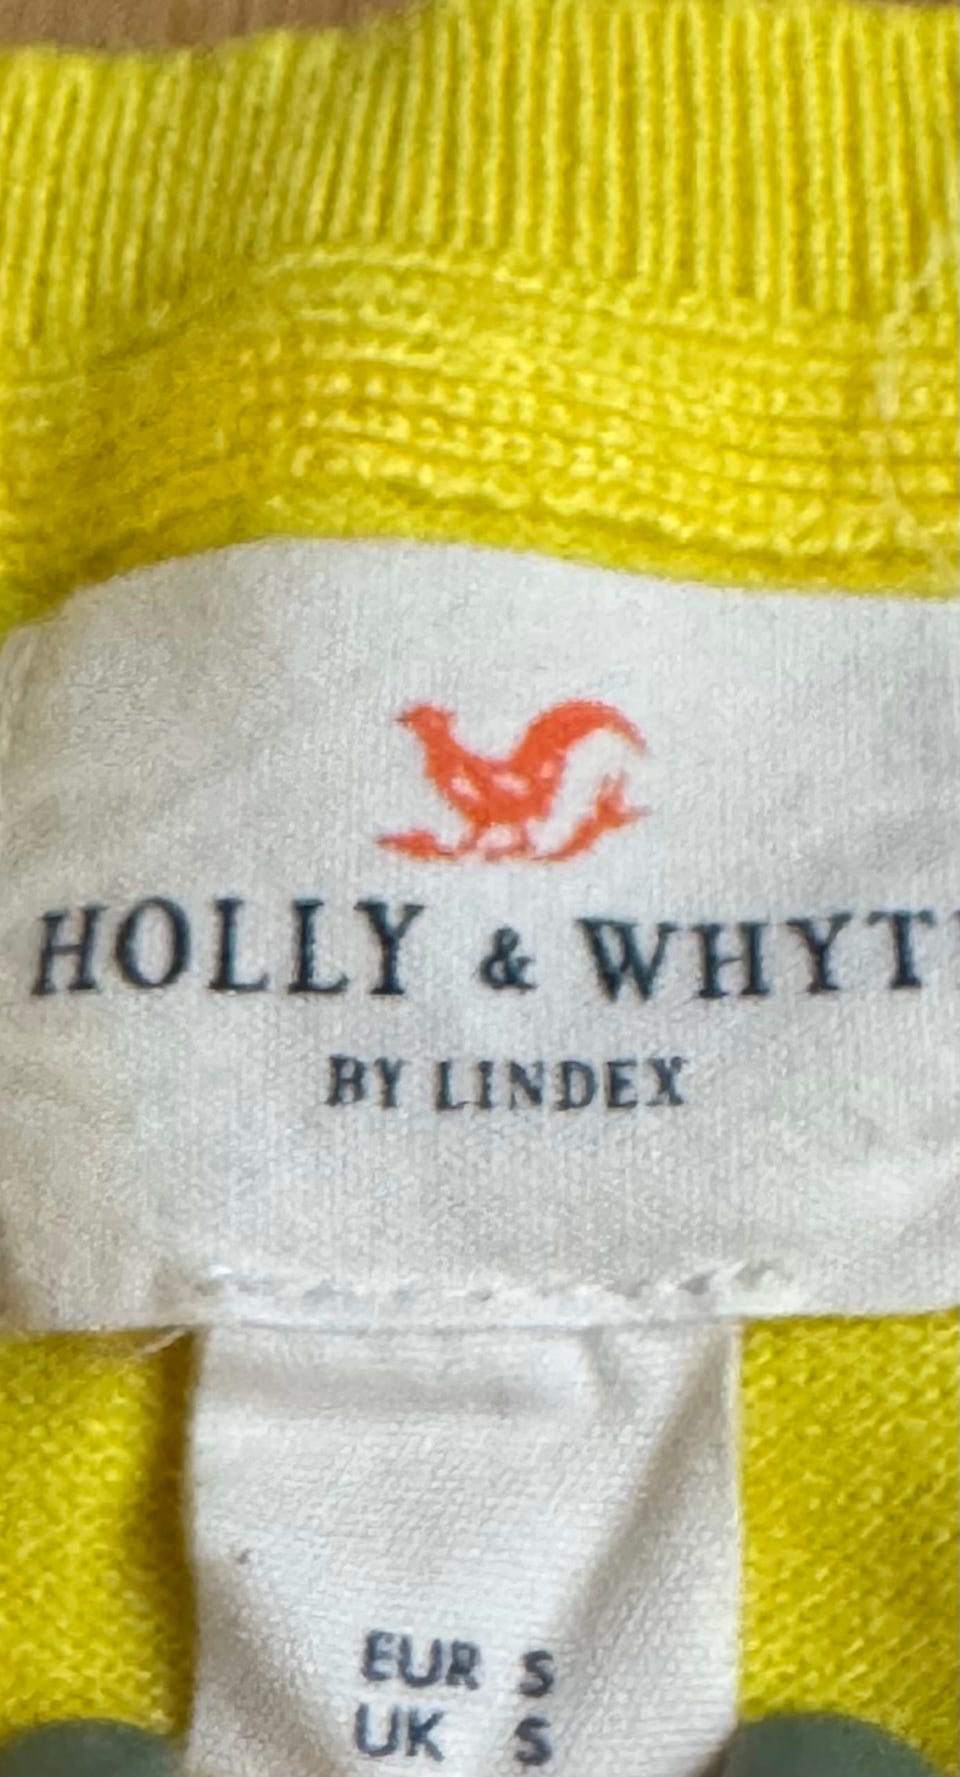 HOLLY & WHYT
BY LINDEX
EUR S
UK S